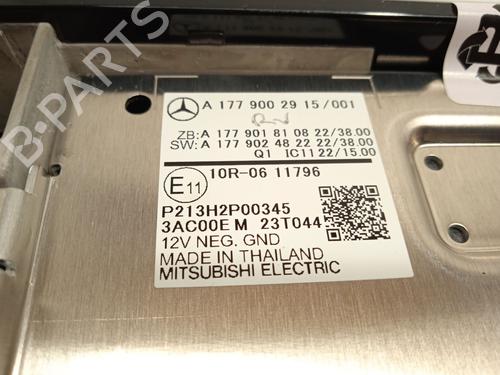 A 177 900 29 15/001
ZB: A 177 901 81 08 22/38.00
SW: A 177 902 48 22 22/38.00
Q1 IC11 22/15.00
E11
10R-06 11796
P213H2P00345
3AC00E M 23T044
12V NEG. GND
MADE IN THAILAND
MITSUBISHI ELECTRIC
B-Parts